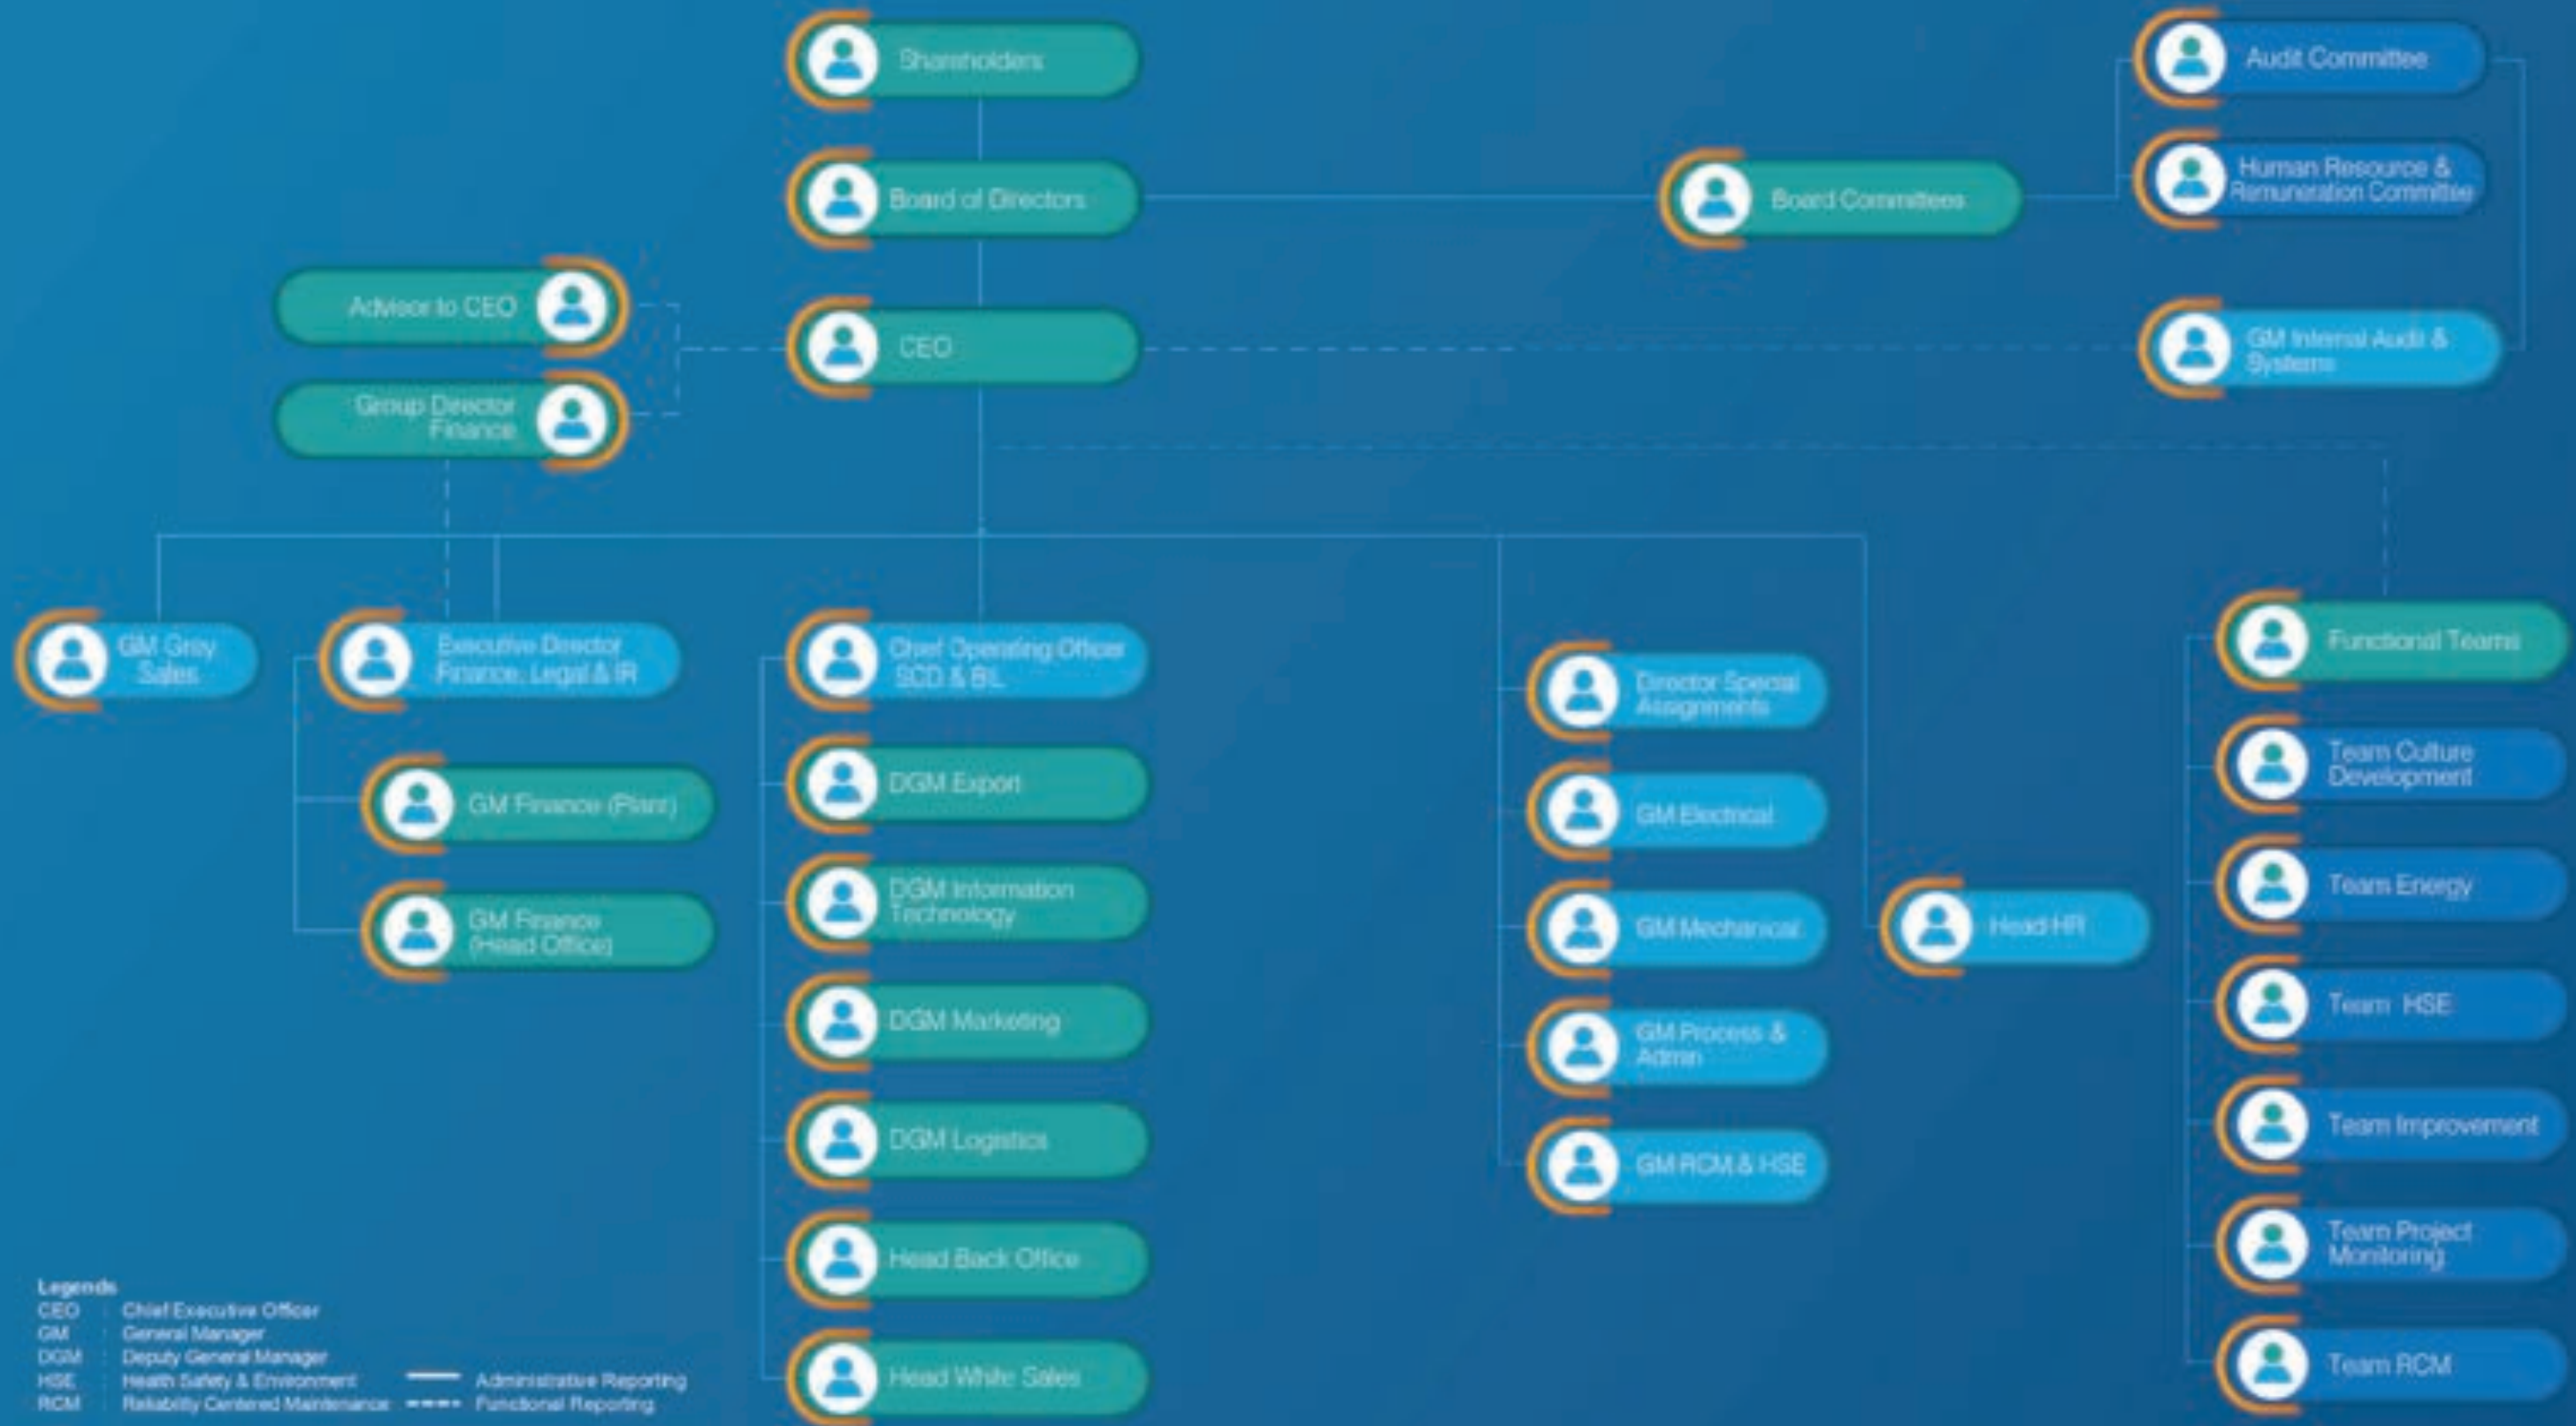 Shareholders
Audit Committee
Human Resource &
Remuneration Committee
Board of Directors
Board Committees
Advisor to CEO
CEO
GM Internal Audit &
Systems
Group Director
Finance
GM Grey
Sales
Executive Director
Finance, Legal & IR
GM Finance (Plant)
GM Finance
(Head Office)
Chief Operating Officer
SCD & BIL
DGM Export
DGM Information
Technology
DGM Marketing
DGM Logistics
Head Back Office
Head White Sales
Director Special
Assignments
GM Electrical
GM Mechanical
GM Process &
Admin
GM RCM & HSE
Head HR
Functional Teams
Team Culture
Development
Team Energy
Team HSE
Team Improvement
Team Project
Monitoring
Team RCM
Legends
CEO : Chief Executive Officer
GM : General Manager
DGM : Deputy General Manager
HSE : Health Safety & Environment
RCM : Reliability Centered Maintenance
Administrative Reporting
Functional Reporting